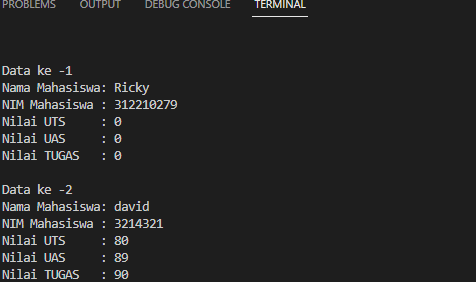 PROBLEMS OUTPUT DEBUG CONSOLE TERMINAL
Data ke -1
Nama Mahasiswa: Ricky
NIM Mahasiswa : 312210279
Nilai UTS     : 0
Nilai UAS     : 0
Nilai TUGAS   : 0
Data ke -2
Nama Mahasiswa: david
NIM Mahasiswa : 3214321
Nilai UTS     : 80
Nilai UAS     : 89
Nilai TUGAS   : 90